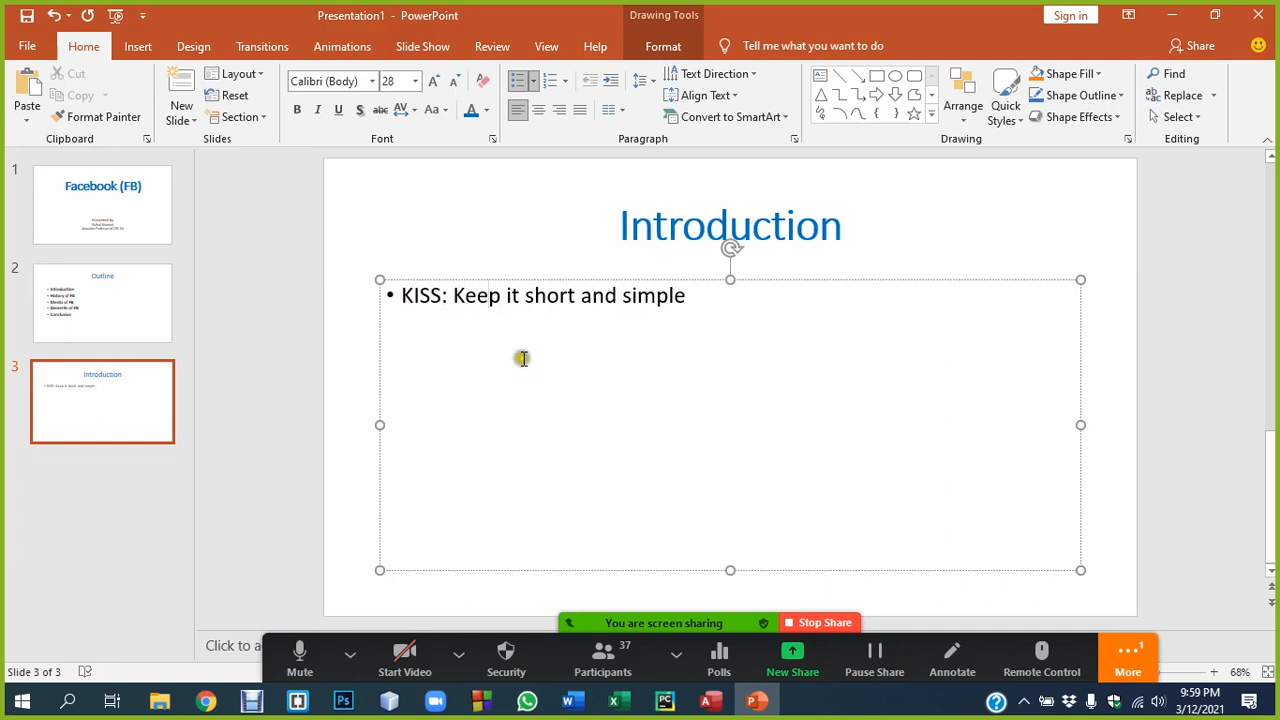 Presentation1 - PowerPoint
Drawing Tools
Sign in
File
Home
Insert
Design
Transitions
Animations
Slide Show
Review
View
Help
Format
Tell me what you want to do
Share
Paste
Cut
Copy
Format Painter
Clipboard
New Slide
Layout
Reset
Section
Slides
Calibri (Body)
28
B I U S abc AV Aa A
Font
Text Direction
Align Text
Convert to SmartArt
Paragraph
Arrange
Quick Styles
Shape Fill
Shape Outline
Shape Effects
Drawing
Find
Replace
Select
Editing
1
Facebook (FB)
Presented by
2
Outline
• Introduction
• History of FB
• Merits of FB
• Demerits of FB
• Conclusion
3
Introduction
• KISS: Keep it short and simple
Introduction
• KISS: Keep it short and simple
Click to a
You are screen sharing
Stop Share
Mute
Start Video
Security
Participants
37
Polls
New Share
Pause Share
Annotate
Remote Control
More
1
Slide 3 of 3
68%
9:59 PM
3/12/2021